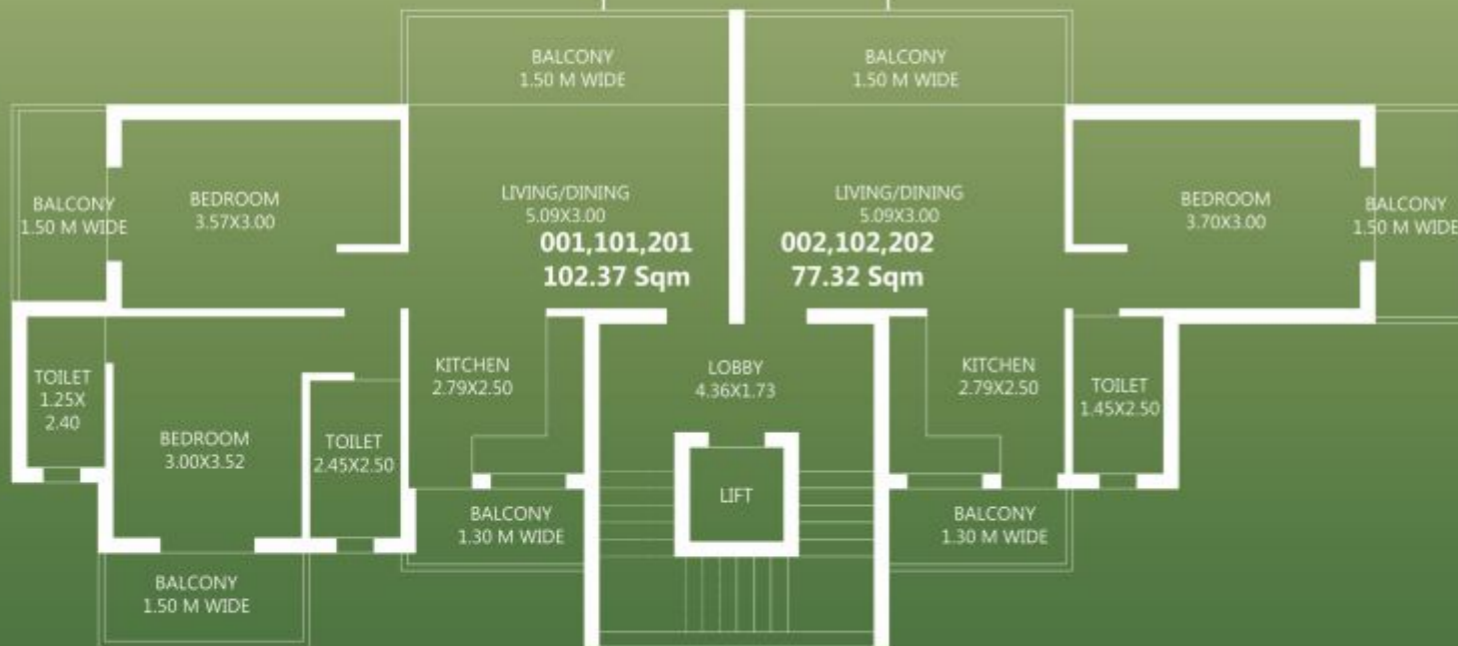 BALCONY
1.50 M WIDE
BALCONY
1.50 M WIDE
BALCONY
1.50 M WIDE
BEDROOM
3.57X3.00
LIVING/DINING
5.09X3.00
001,101,201
102.37 Sqm
LIVING/DINING
5.09X3.00
002,102,202
77.32 Sqm
BEDROOM
3.70X3.00
BALCONY
1.50 M WIDE
TOILET
1.25X
2.40
BEDROOM
3.00X3.52
TOILET
2.45X2.50
KITCHEN
2.79X2.50
LOBBY
4.36X1.73
KITCHEN
2.79X2.50
TOILET
1.45X2.50
LIFT
BALCONY
1.30 M WIDE
BALCONY
1.30 M WIDE
BALCONY
1.50 M WIDE